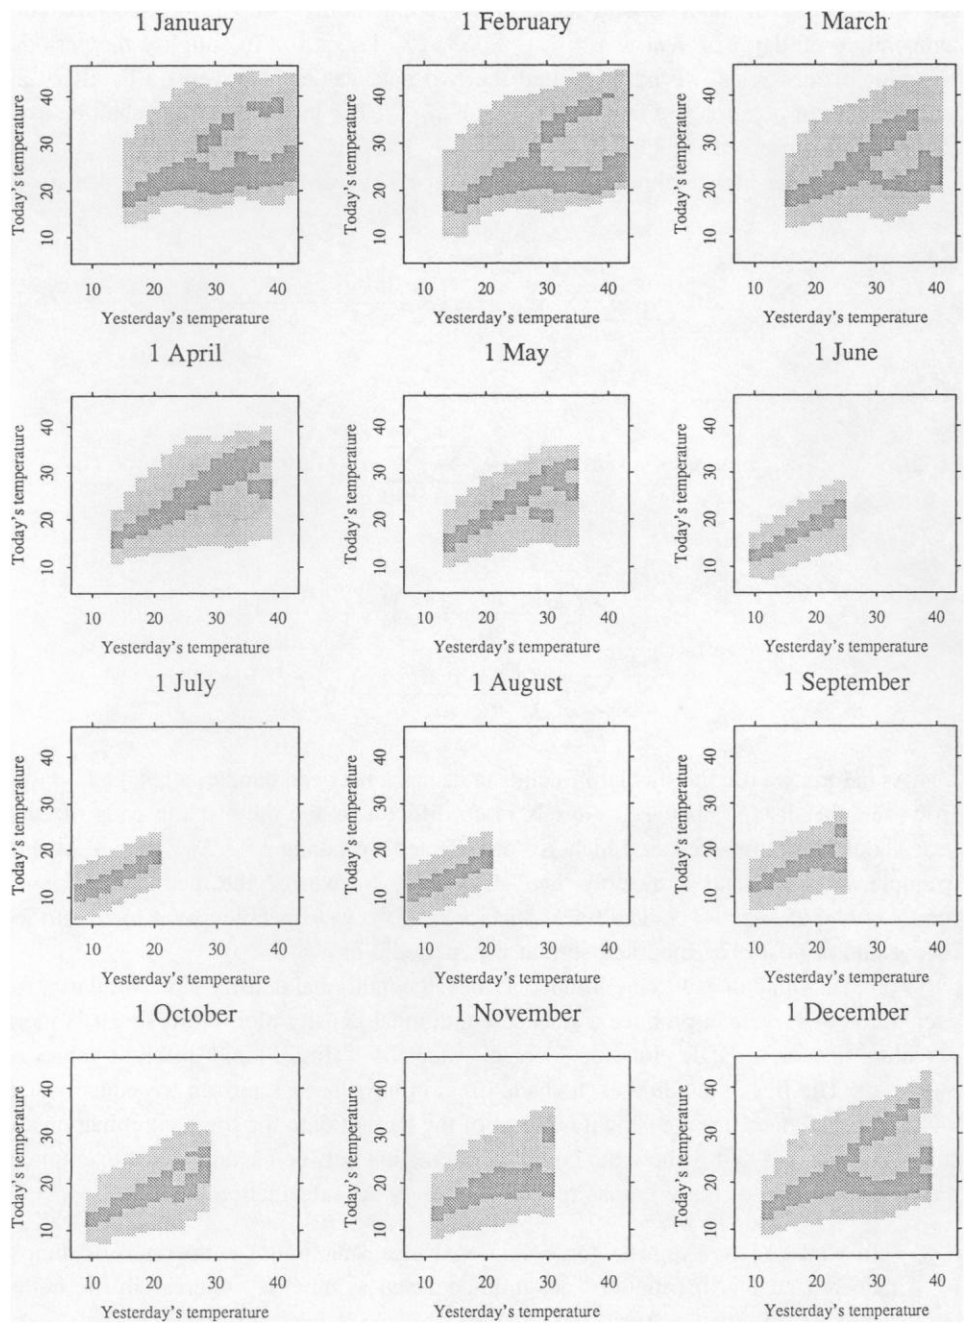 1 January 1 February 1 March
Today's temperature 10 20 30 40 Today's temperature 10 20 30 40 Today's temperature 10 20 30 40
10 20 30 40 10 20 30 40 10 20 30 40
Yesterday's temperature Yesterday's temperature Yesterday's temperature
1 April 1 May 1 June
Today's temperature 10 20 30 40 Today's temperature 10 20 30 40 Today's temperature 10 20 30 40
10 20 30 40 10 20 30 40 10 20 30 40
Yesterday's temperature Yesterday's temperature Yesterday's temperature
1 July 1 August 1 September
Today's temperature 10 20 30 40 Today's temperature 10 20 30 40 Today's temperature 10 20 30 40
10 20 30 40 10 20 30 40 10 20 30 40
Yesterday's temperature Yesterday's temperature Yesterday's temperature
1 October 1 November 1 December
Today's temperature 10 20 30 40 Today's temperature 10 20 30 40 Today's temperature 10 20 30 40
10 20 30 40 10 20 30 40 10 20 30 40
Yesterday's temperature Yesterday's temperature Yesterday's temperature